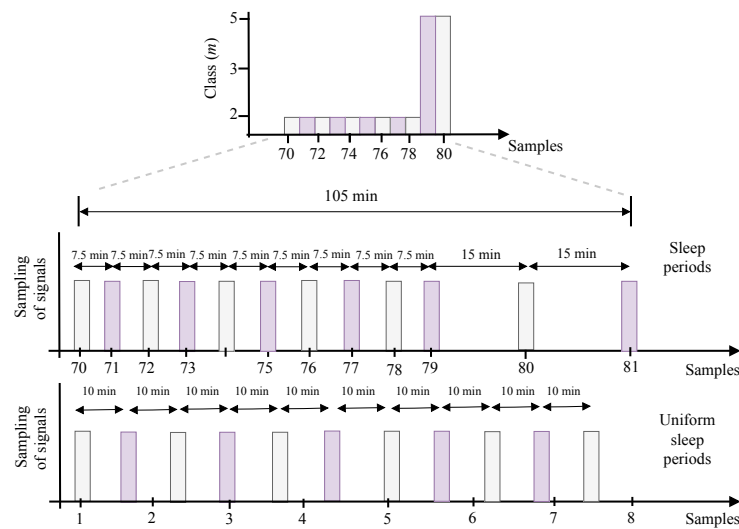 5
3
2
Class (m)
70 72 74 76 78 80
Samples
105 min
7.5 min 7.5 min 7.5 min 7.5 min 7.5 min 7.5 min 7.5 min 7.5 min 7.5 min 15 min 15 min
Sleep
periods
Sampling
of signals
70 71 72 73 75 76 77 78 79 80 81
Samples
10 min 10 min 10 min 10 min 10 min 10 min 10 min 10 min 10 min 10 min
Uniform
sleep
periods
Sampling
of signals
1 2 3 4 5 6 7 8
Samples